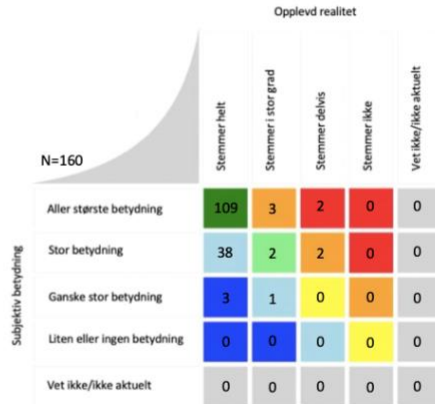 Opplevd realitet
Stemmer helt
Stemmer i stor grad
Stemmer delvis
Stemmer ikke
Vet ikke/ikke aktuelt
N=160
Subjektiv betydning
Aller største betydning 109 3 2 0 0
Stor betydning 38 2 2 0 0
Ganske stor betydning 3 1 0 0 0
Liten eller ingen betydning 0 0 0 0 0
Vet ikke/ikke aktuelt 0 0 0 0 0